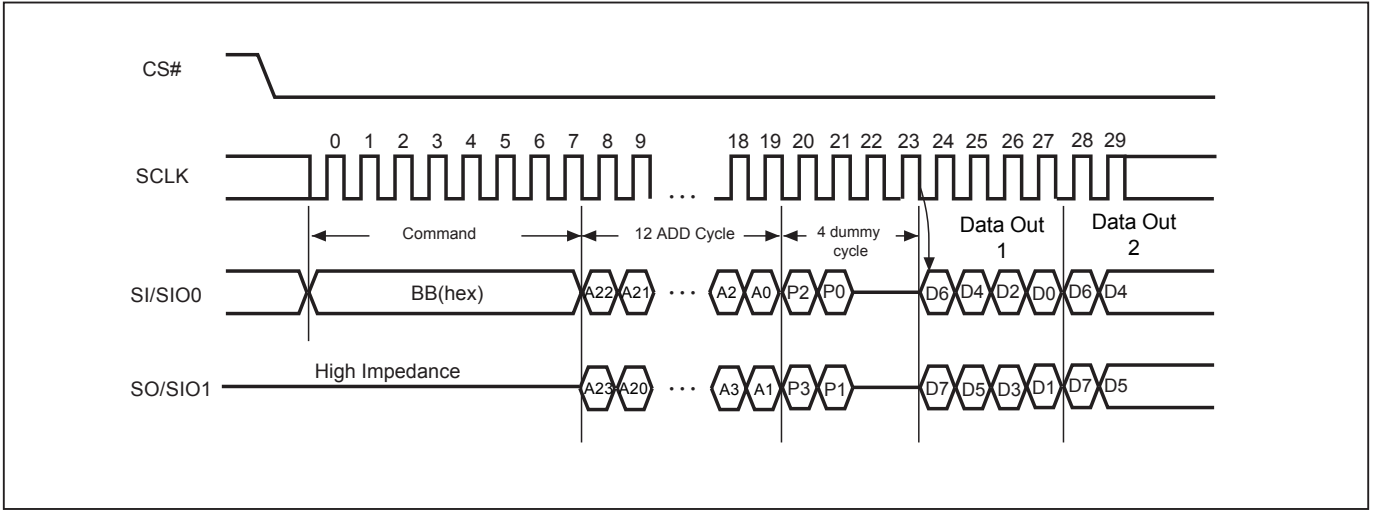 CS#
0 1 2 3 4 5 6 7 8 9 18 19 20 21 22 23 24 25 26 27 28 29
SCLK
...
Command
12 ADD Cycle
4 dummy
cycle
Data Out
1
Data Out
2
SI/SIO0
BB(hex)
A22 A21 ... A2 A0 P2 P0 D6 D4 D2 D0 D6 D4
High Impedance
SO/SIO1
A23 A20 ... A3 A1 P3 P1 D7 D5 D3 D1 D7 D5